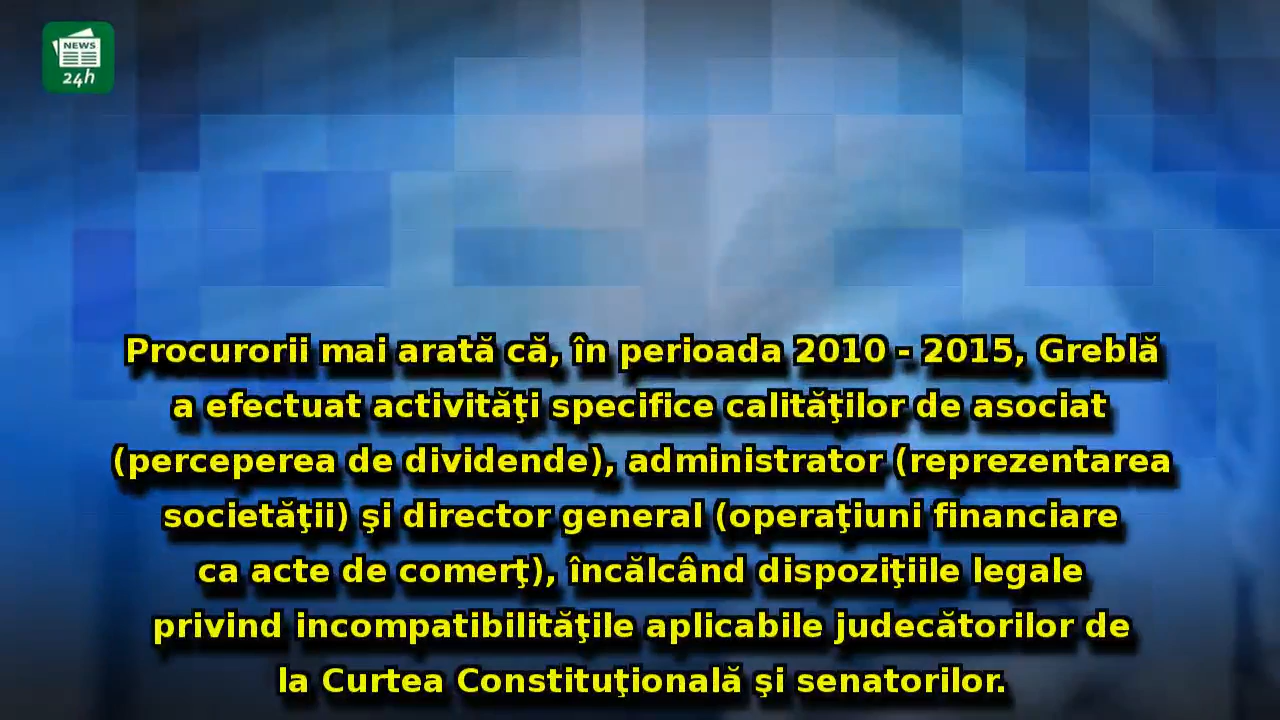 NEWS
24h
Procurorii mai arată că, în perioada 2010 - 2015, Greblă
a efectuat activităţi specifice calităţilor de asociat
(perceperea de dividende), administrator (reprezentarea
societăţii) şi director general (operaţiuni financiare
ca acte de comerţ), încălcând dispoziţiile legale
privind incompatibilităţile aplicabile judecătorilor de
la Curtea Constituţională şi senatorilor.